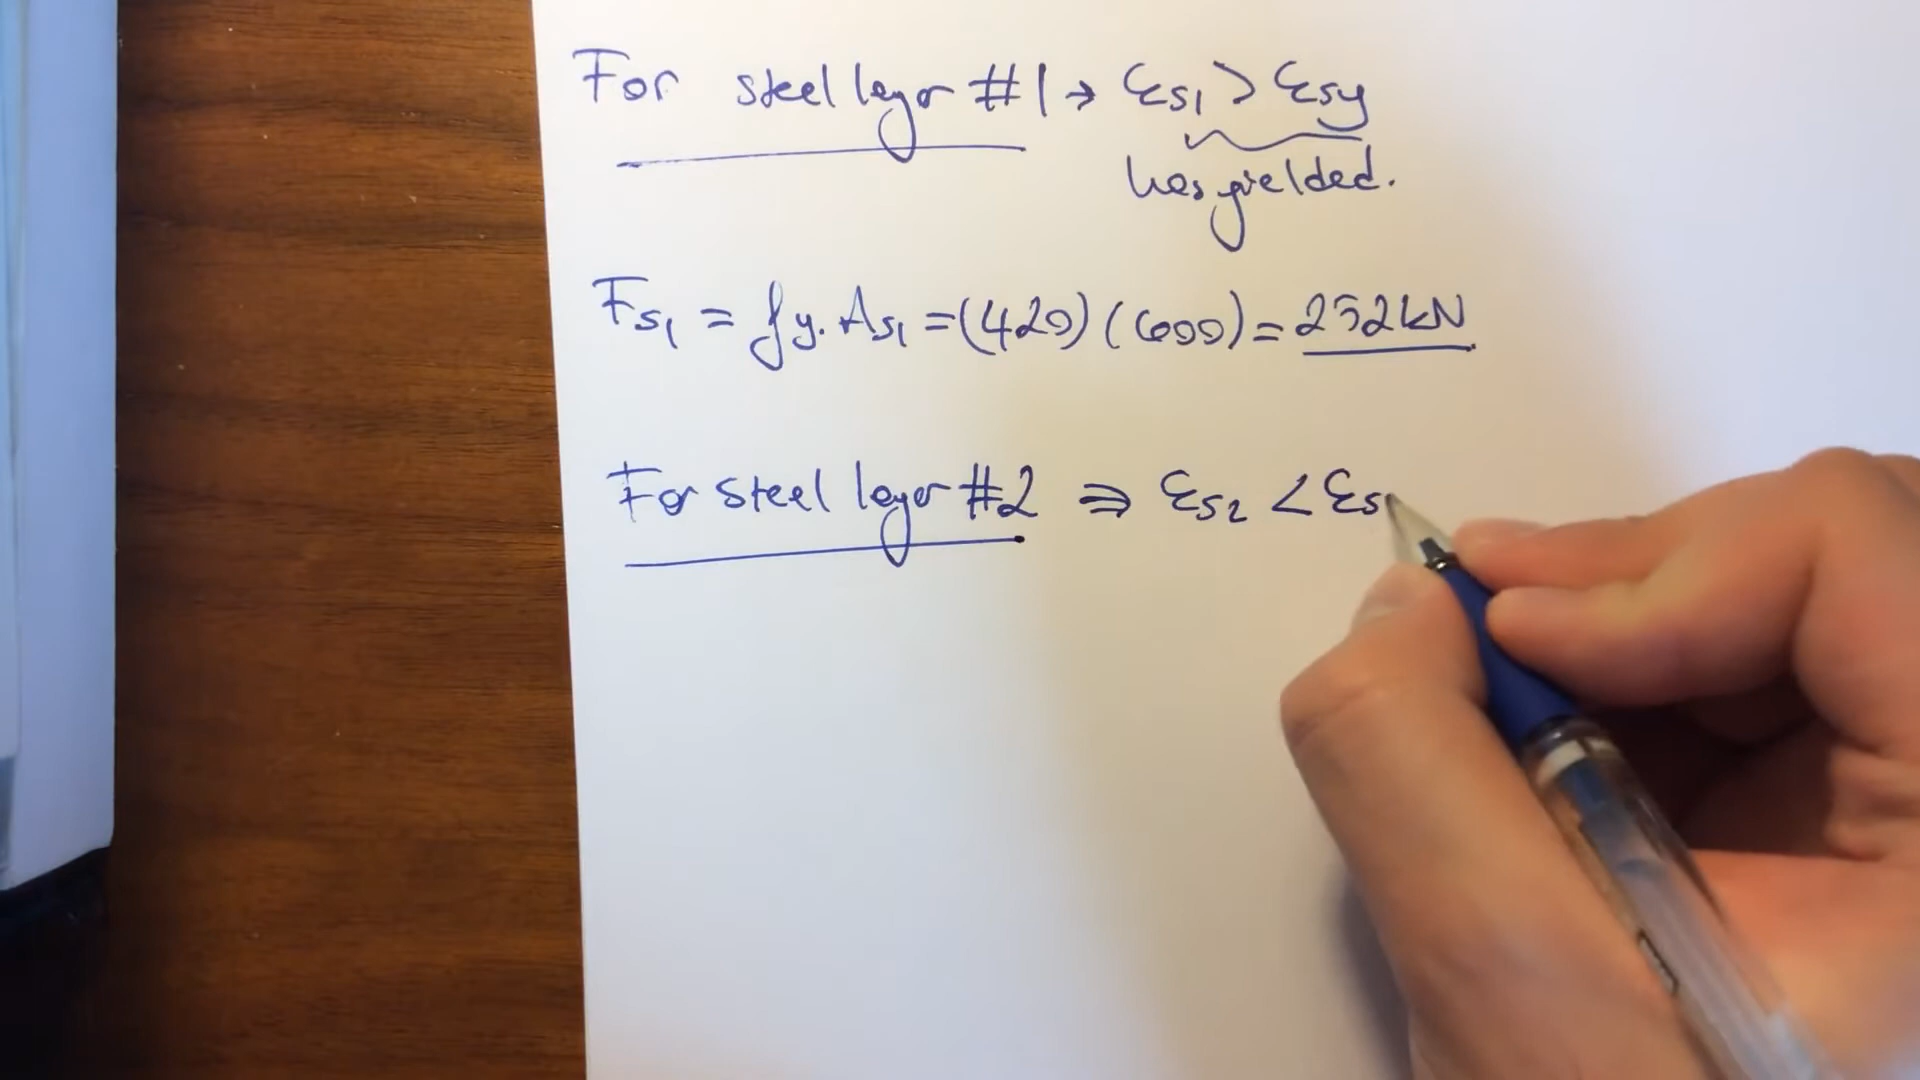 For steel layer #1 → εs1 > εsy
has yielded.
Fs1 = fy. As1 = (420) (600) = 252 kN
For steel layer #2 ⇒ εs2 < εs